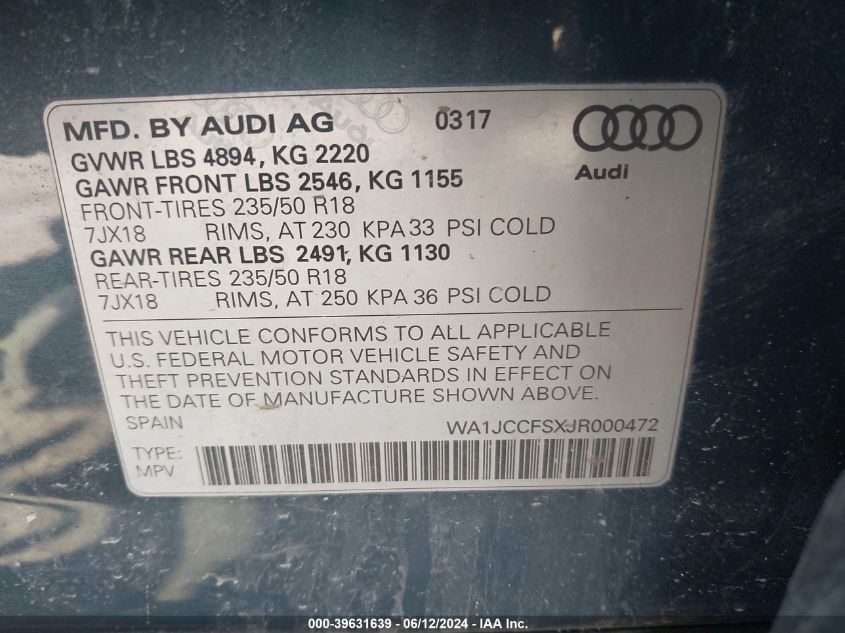 MFD. BY AUDI AG 0317
Audi
GVWR LBS 4894, KG 2220
GAWR FRONT LBS 2546, KG 1155
FRONT-TIRES 235/50 R18
7JX18 RIMS, AT 230 KPA 33 PSI COLD
GAWR REAR LBS 2491, KG 1130
REAR-TIRES 235/50 R18
7JX18 RIMS, AT 250 KPA 36 PSI COLD
THIS VEHICLE CONFORMS TO ALL APPLICABLE
U.S. FEDERAL MOTOR VEHICLE SAFETY AND
THEFT PREVENTION STANDARDS IN EFFECT ON
THE DATE OF MANUFACTURE SHOWN ABOVE.
SPAIN WA1JCCFSXJR000472
TYPE:
MPV
000-39631639 - 06/12/2024 - IAA Inc.